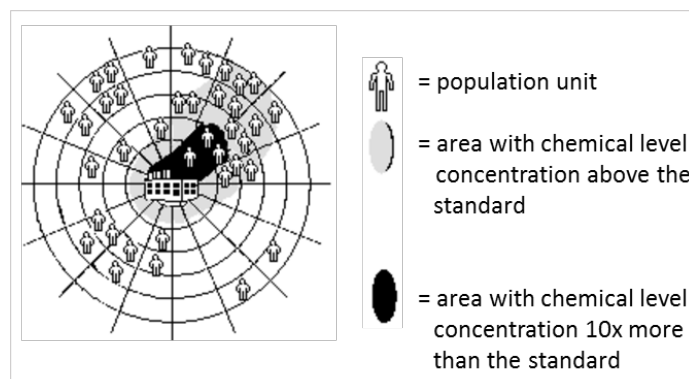 = population unit
= area with chemical level
concentration above the
standard
= area with chemical level
concentration 10x more
than the standard